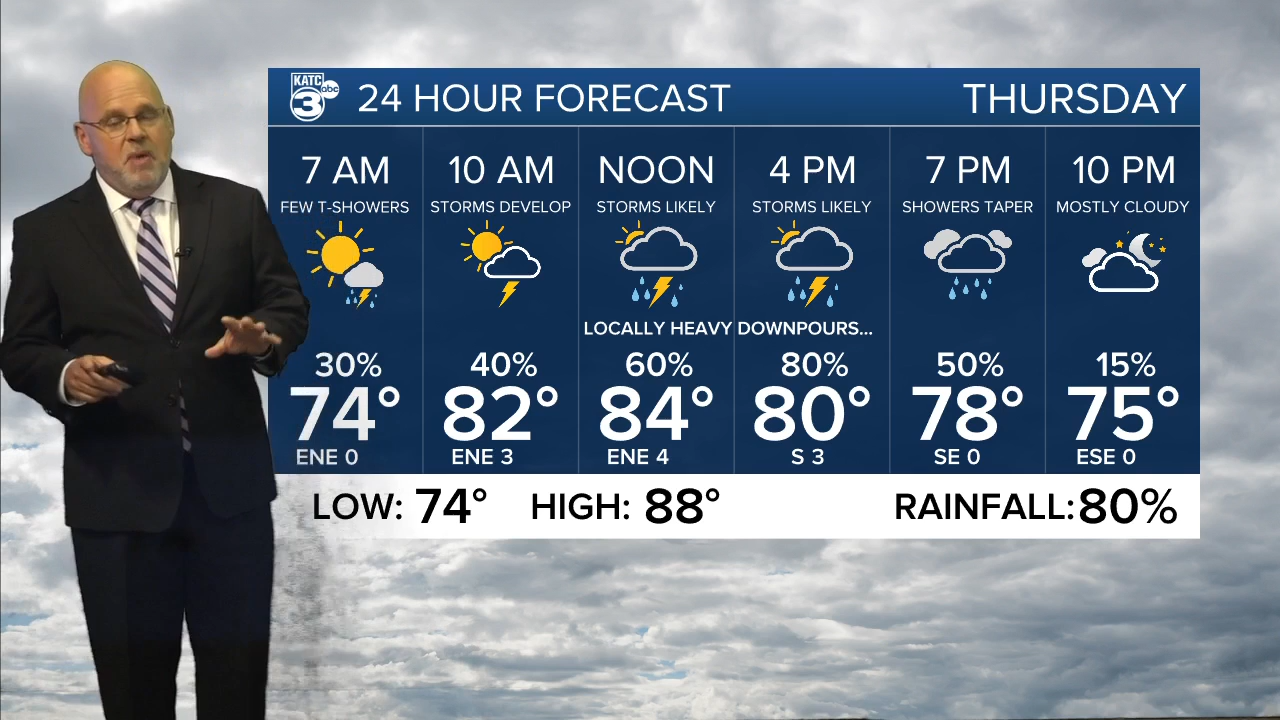 KATC
3
abc
24 HOUR FORECAST
THURSDAY
7 AM
10 AM
NOON
4 PM
7 PM
10 PM
FEW T-SHOWERS
STORMS DEVELOP
STORMS LIKELY
STORMS LIKELY
SHOWERS TAPER
MOSTLY CLOUDY
LOCALLY HEAVY DOWNPOURS...
30%
40%
60%
80%
50%
15%
74°
82°
84°
80°
78°
75°
ENE 0
ENE 3
ENE 4
S 3
SE 0
ESE 0
LOW: 74° HIGH: 88° RAINFALL:80%